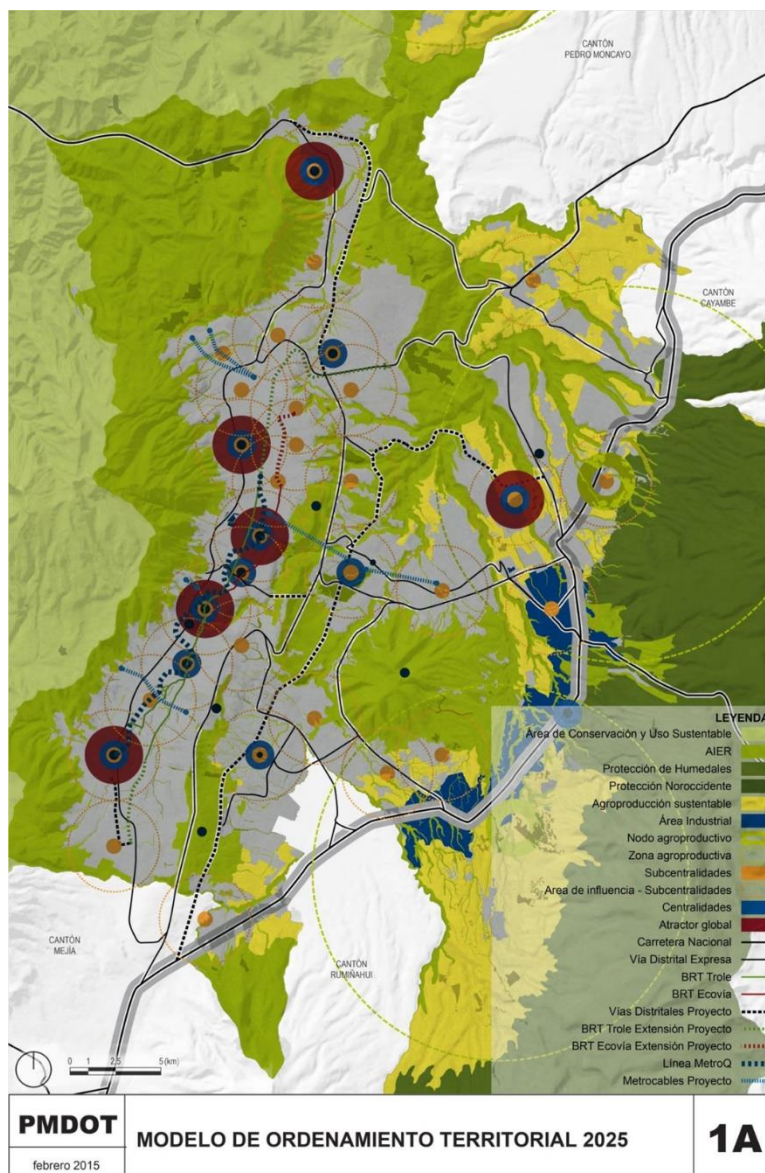 CANTÓN
PEDRO MONCAYO
CANTÓN
CAYAMBE
CANTÓN
MEJÍA
CANTÓN
RUMIÑAHUI
LEYENDA
Área de Conservación y Uso Sustentable
AIER
Protección de Humedales
Protección Noroccidente
Agroproducción sustentable
Área Industrial
Nodo agroproductivo
Zona agroproductiva
Subcentralidades
Area de influencia - Subcentralidades
Centralidades
Atractor global
Carretera Nacional
Vía Distrital Expresa
BRT Trole
BRT Ecovía
Vías Distritales Proyecto
BRT Trole Extensión Proyecto
BRT Ecovía Extensión Proyecto
Línea MetroQ
Metrocables Proyecto
0 1 2,5 5(km)
PMDOT
febrero 2015
MODELO DE ORDENAMIENTO TERRITORIAL 2025
1A